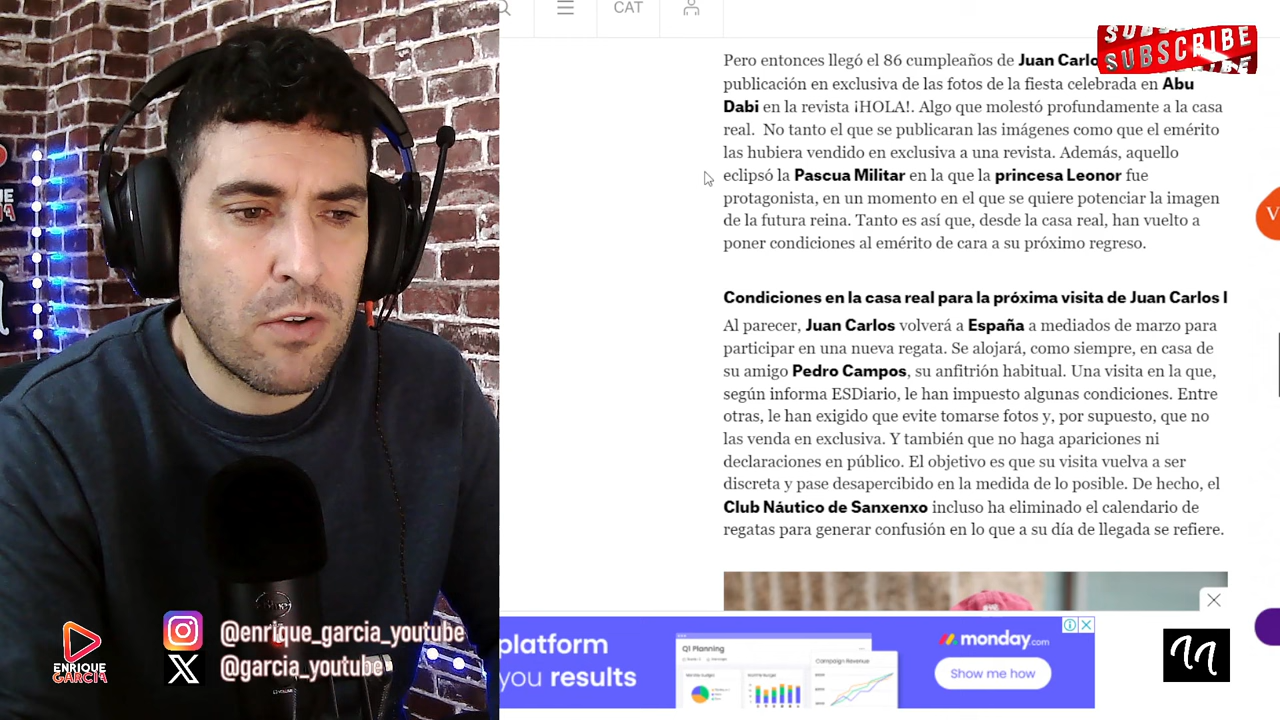 CAT
SUBSCRIBE
Pero entonces llegó el 86 cumpleaños de Juan Carlo
publicación en exclusiva de las fotos de la fiesta celebrada en Abu
Dabi en la revista ¡HOLA!. Algo que molestó profundamente a la casa
real. No tanto el que se publicaran las imágenes como que el emérito
las hubiera vendido en exclusiva a una revista. Además, aquello
eclipsó la Pascua Militar en la que la princesa Leonor fue
protagonista, en un momento en el que se quiere potenciar la imagen
de la futura reina. Tanto es así que, desde la casa real, han vuelto a
poner condiciones al emérito de cara a su próximo regreso.
Condiciones en la casa real para la próxima visita de Juan Carlos I
Al parecer, Juan Carlos volverá a España a mediados de marzo para
participar en una nueva regata. Se alojará, como siempre, en casa de
su amigo Pedro Campos, su anfitrión habitual. Una visita en la que,
según informa ESDiario, le han impuesto algunas condiciones. Entre
otras, le han exigido que evite tomarse fotos y, por supuesto, que no
las venda en exclusiva. Y también que no haga apariciones ni
declaraciones en público. El objetivo es que su visita vuelva a ser
discreta y pase desapercibido en la medida de lo posible. De hecho, el
Club Náutico de Sanxenxo incluso ha eliminado el calendario de
regatas para generar confusión en lo que a su día de llegada se refiere.
V
platform
you results
Q1 Planning
Campaign Revenue
monday.com
Show me how
ENRIQUE
GARCIA
@enrique_garcia_youtube
@garcia_youtube